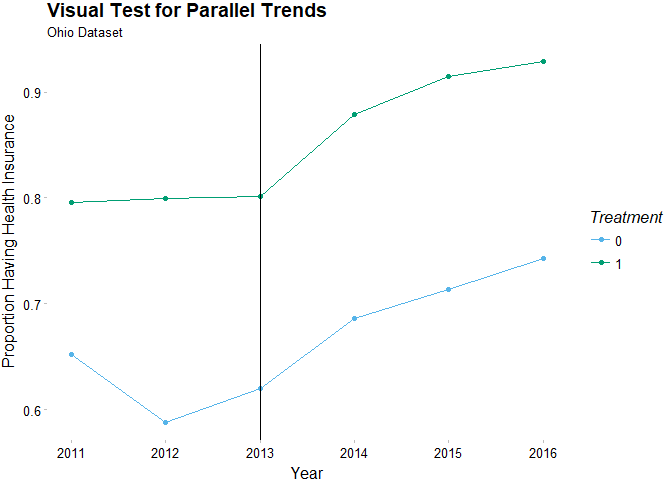 Visual Test for Parallel Trends
Ohio Dataset
Proportion Having Health Insurance
0.9
0.8
0.7
0.6
2011 2012 2013 2014 2015 2016
Year
Treatment
0
1